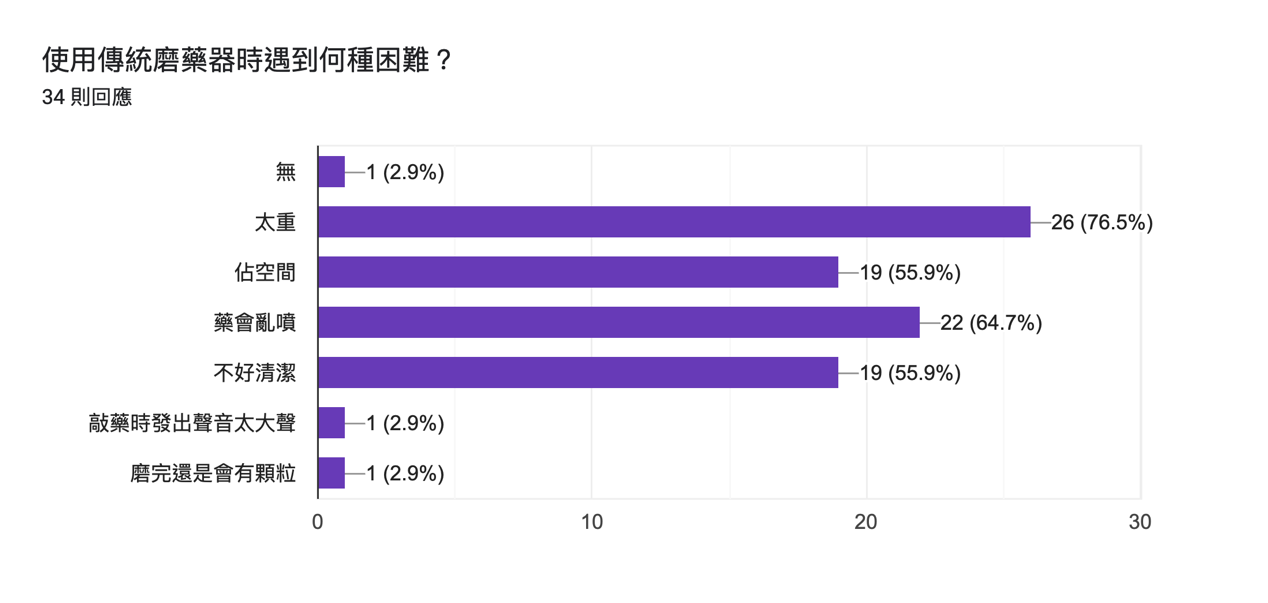 使用傳統磨藥器時遇到何種困難？
34 則回應
無 1 (2.9%)
太重 26 (76.5%)
佔空間 19 (55.9%)
藥會亂噴 22 (64.7%)
不好清潔 19 (55.9%)
敲藥時發出聲音太大聲 1 (2.9%)
磨完還是會有顆粒 1 (2.9%)
0 10 20 30